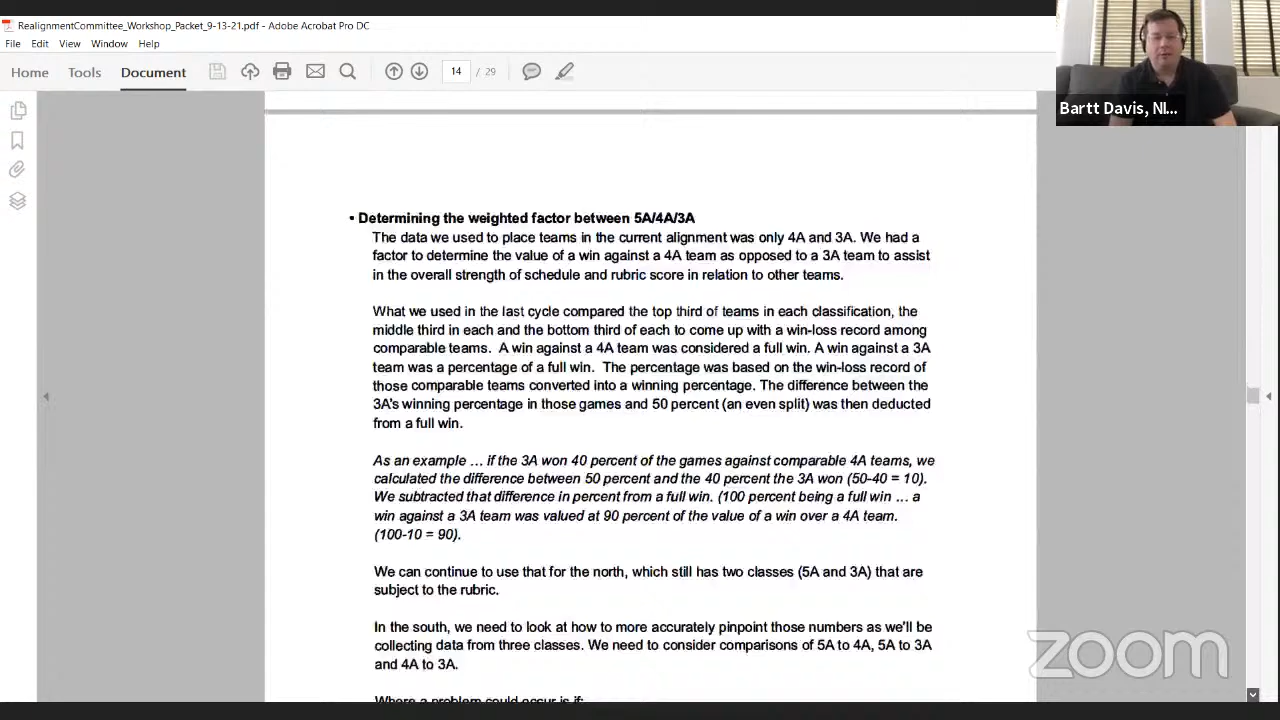 RealignmentCommittee_Workshop_Packet_9-13-21.pdf - Adobe Acrobat Pro DC
File Edit View Window Help
Home Tools Document 14 / 29
Bartt Davis, NI...
• Determining the weighted factor between 5A/4A/3A
The data we used to place teams in the current alignment was only 4A and 3A. We had a
factor to determine the value of a win against a 4A team as opposed to a 3A team to assist
in the overall strength of schedule and rubric score in relation to other teams.
What we used in the last cycle compared the top third of teams in each classification, the
middle third in each and the bottom third of each to come up with a win-loss record among
comparable teams. A win against a 4A team was considered a full win. A win against a 3A
team was a percentage of a full win. The percentage was based on the win-loss record of
those comparable teams converted into a winning percentage. The difference between the
3A's winning percentage in those games and 50 percent (an even split) was then deducted
from a full win.
As an example ... if the 3A won 40 percent of the games against comparable 4A teams, we
calculated the difference between 50 percent and the 40 percent the 3A won (50-40 = 10).
We subtracted that difference in percent from a full win. (100 percent being a full win ... a
win against a 3A team was valued at 90 percent of the value of a win over a 4A team.
(100-10 = 90).
We can continue to use that for the north, which still has two classes (5A and 3A) that are
subject to the rubric.
In the south, we need to look at how to more accurately pinpoint those numbers as we'll be
collecting data from three classes. We need to consider comparisons of 5A to 4A, 5A to 3A
and 4A to 3A.
Where a problem could occur is if:
zoom